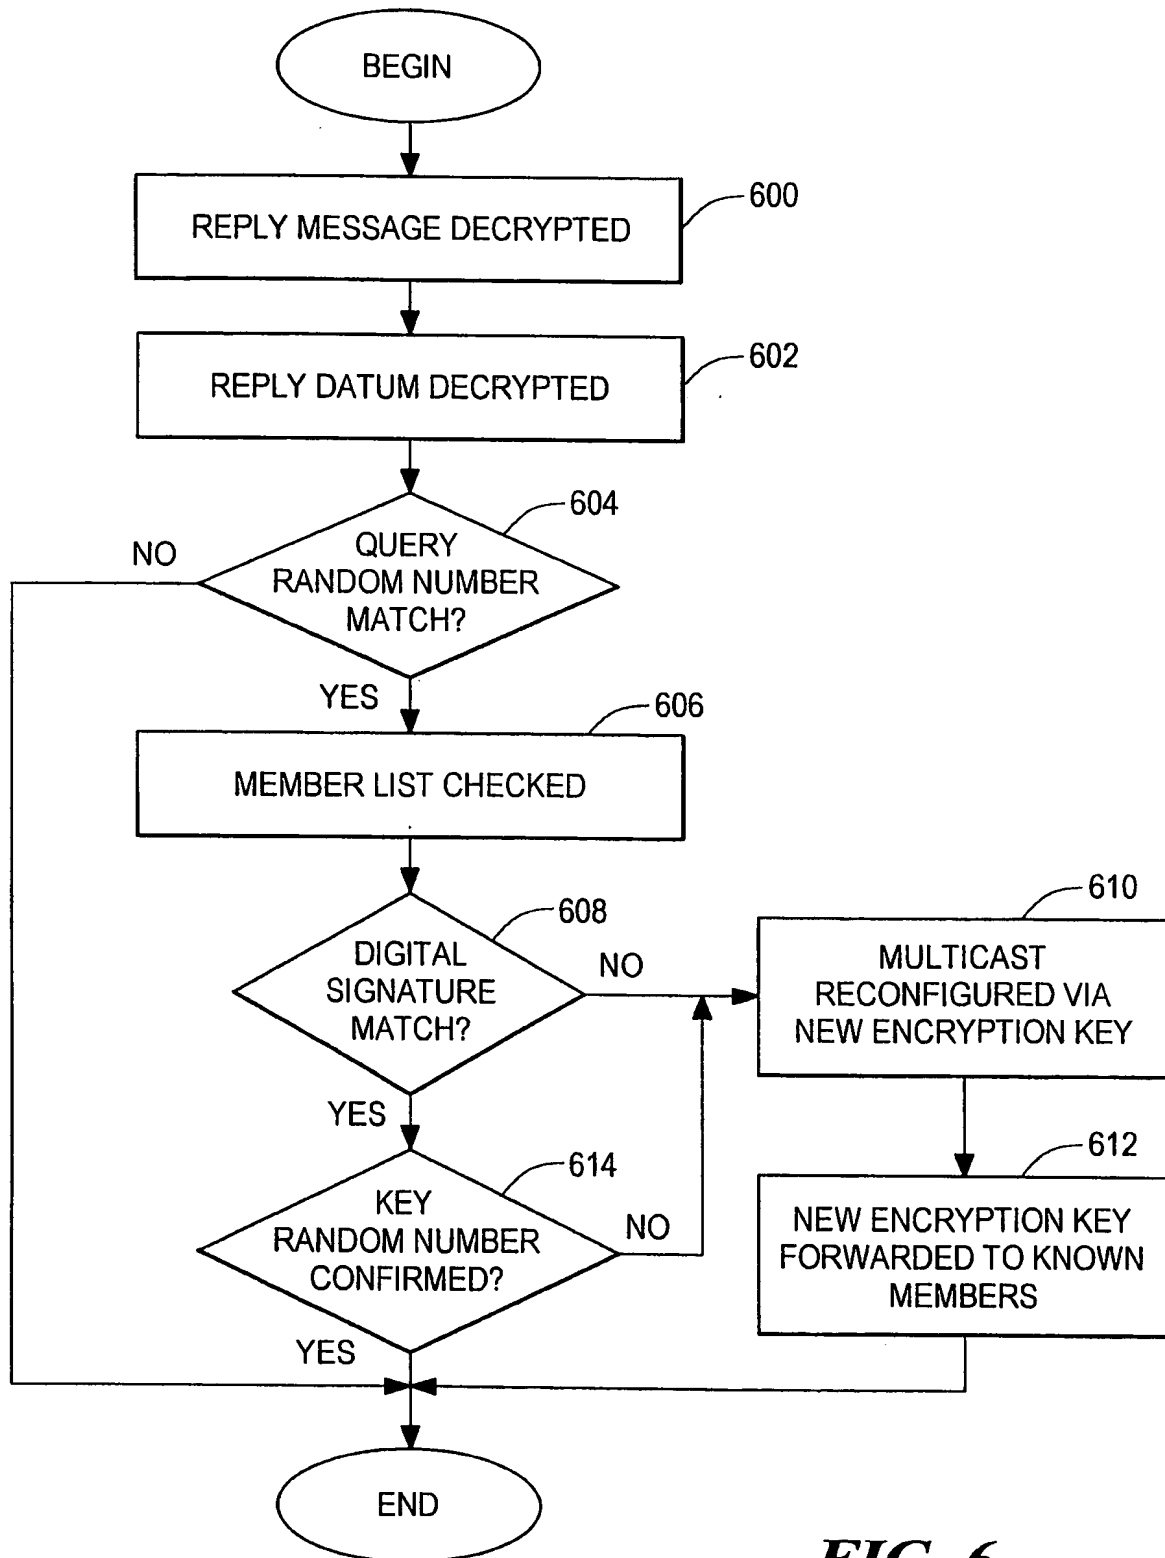 BEGIN
REPLY MESSAGE DECRYPTED
600
REPLY DATUM DECRYPTED
602
604
QUERY
RANDOM NUMBER
MATCH?
NO
YES
606
MEMBER LIST CHECKED
608
DIGITAL
SIGNATURE
MATCH?
NO
610
MULTICAST
RECONFIGURED VIA
NEW ENCRYPTION KEY
YES
614
KEY
RANDOM NUMBER
CONFIRMED?
NO
612
NEW ENCRYPTION KEY
FORWARDED TO KNOWN
MEMBERS
YES
END
FIG. 6